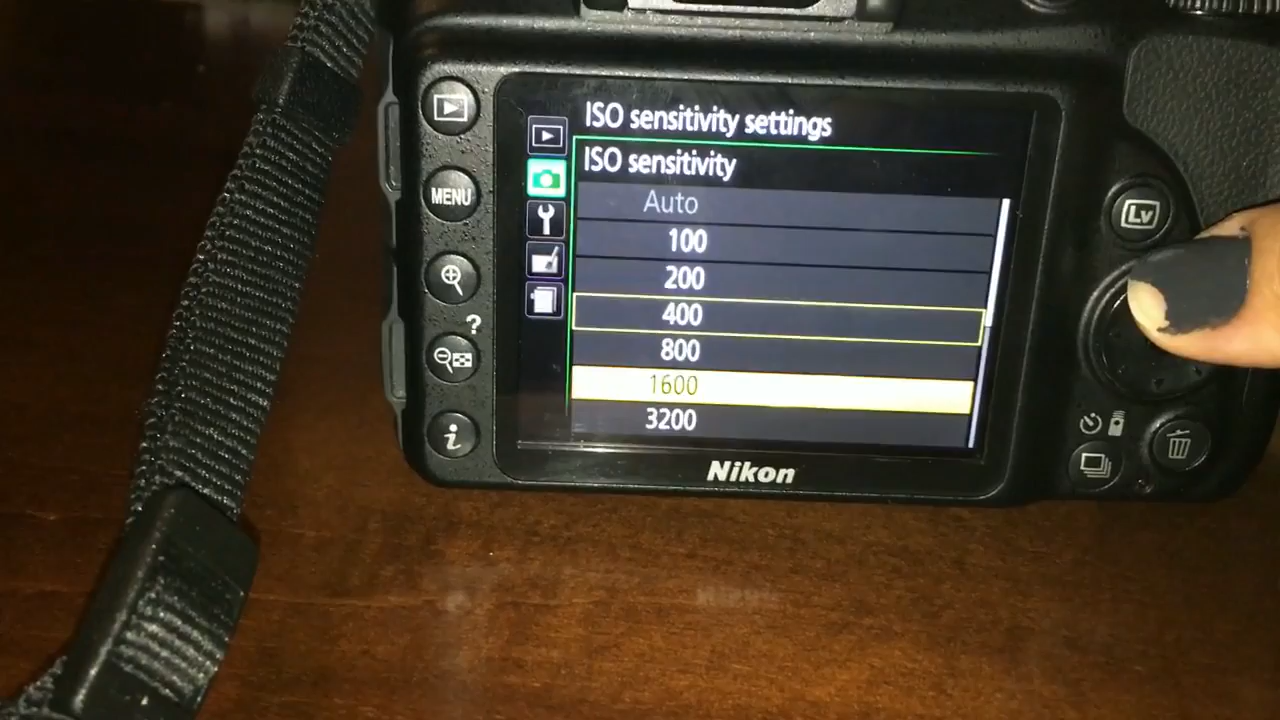 ISO sensitivity settings
ISO sensitivity
Auto
100
200
400
800
1600
3200
MENU
?
i
Lv
Nikon